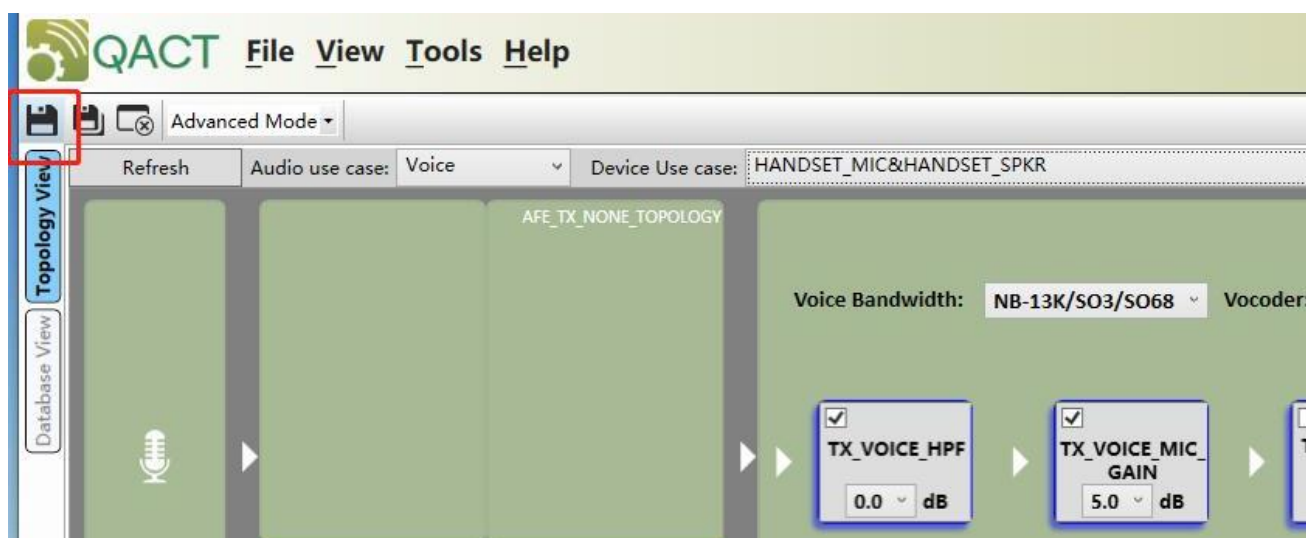 QACT File View Tools Help
Advanced Mode
Refresh Audio use case: Voice Device Use case: HANDSET_MIC&HANDSET_SPKR
Topology View
Database View
AFE_TX_NONE_TOPOLOGY
Voice Bandwidth: NB-13K/SO3/SO68 Vocoder:
TX_VOICE_HPF
0.0 dB
TX_VOICE_MIC_
GAIN
5.0 dB